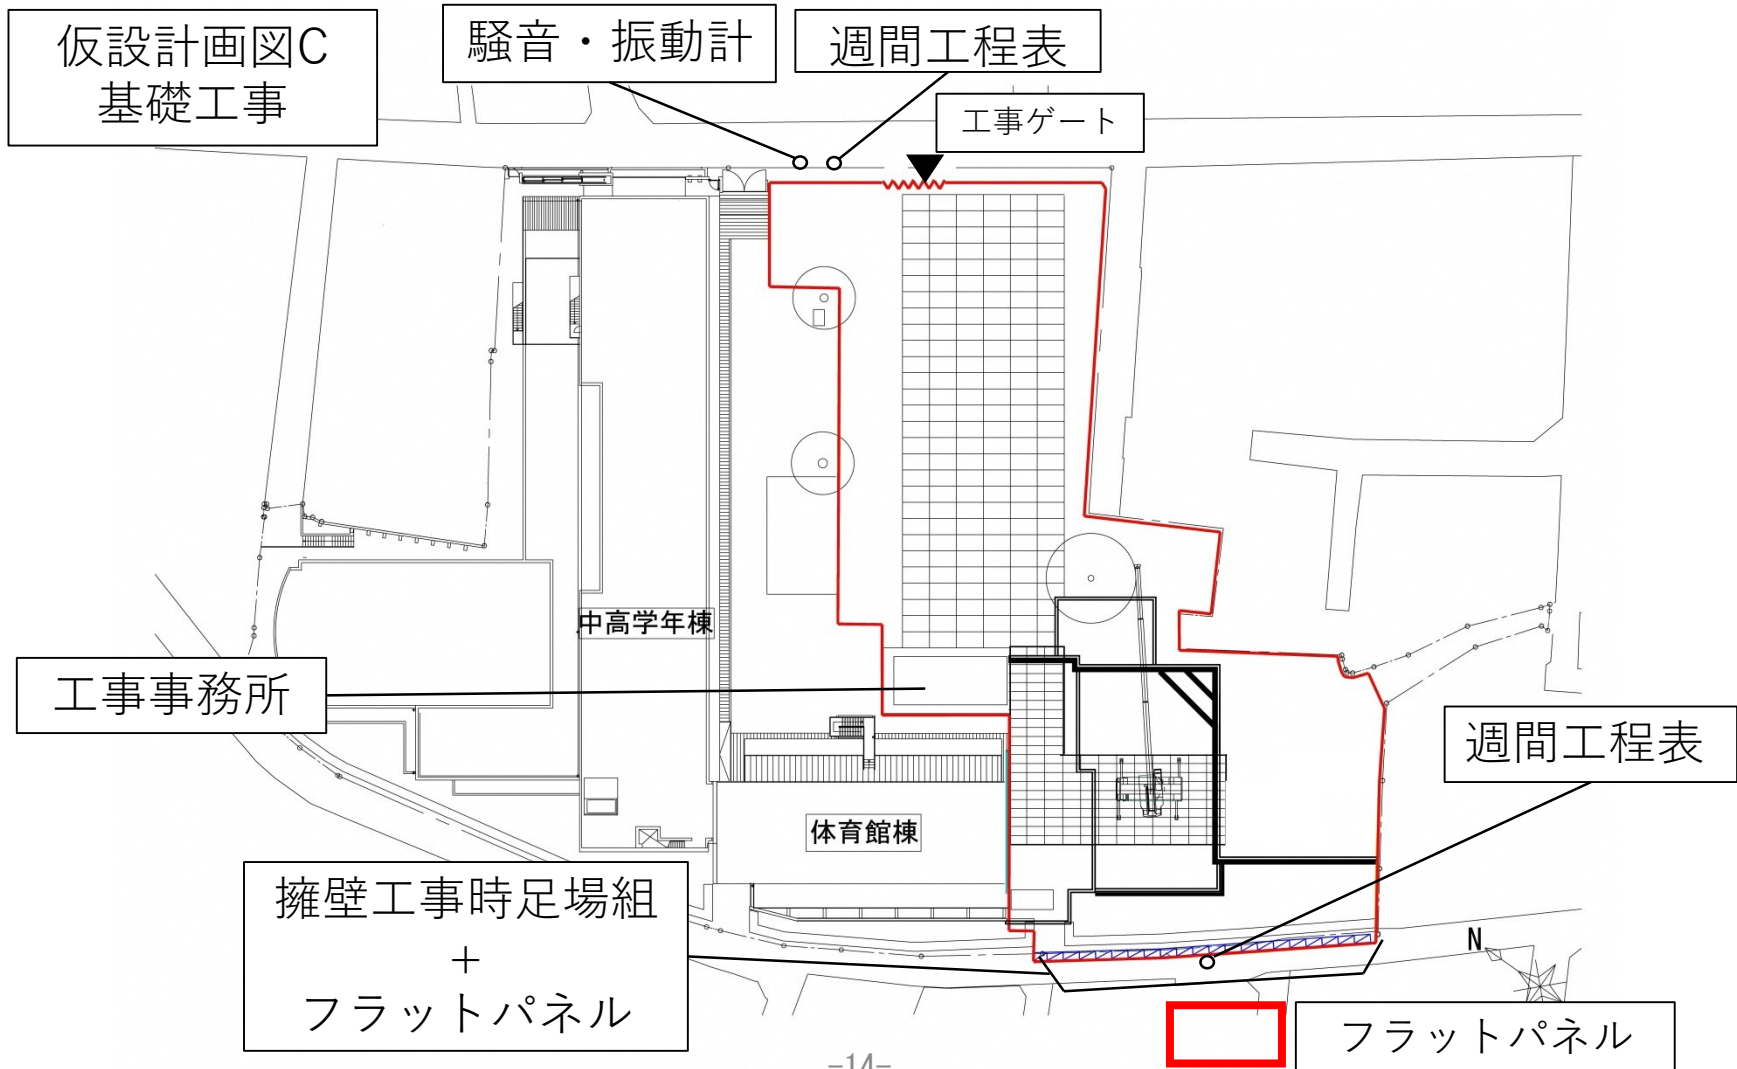 仮設計画図C
基礎工事
騒音・振動計
週間工程表
工事ゲート
中高学年棟
工事事務所
週間工程表
体育館棟
擁壁工事時足場組
+
フラットパネル
N
フラットパネル
-14-